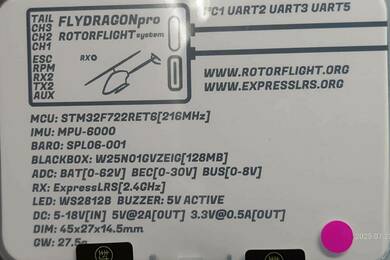 TAIL
CH3
CH2
CH1
ESC
RPM
RX2
TX2
AUX
FLYDRAGONpro
ROTORFLIGHT system
RX
C1 UART2 UART3 UART5
WWW.ROTORFLIGHT.ORG
WWW.EXPRESSLRS.ORG
MCU: STM32F722RET6[216MHz]
IMU: MPU-6000
BARO: SPL06-001
BLACKBOX: W25N01GVZEIG[128MB]
ADC: BAT[0-62V] BEC[0-30V] BUS[0-8V]
RX: ExpressLRS[2.4GHz]
LED: WS2812B BUZZER: 5V ACTIVE
DC: 5-18V[IN] 5V@2A[OUT] 3.3V@0.5A[OUT]
DIM: 45x27x14.5mm
GW: 27.5g